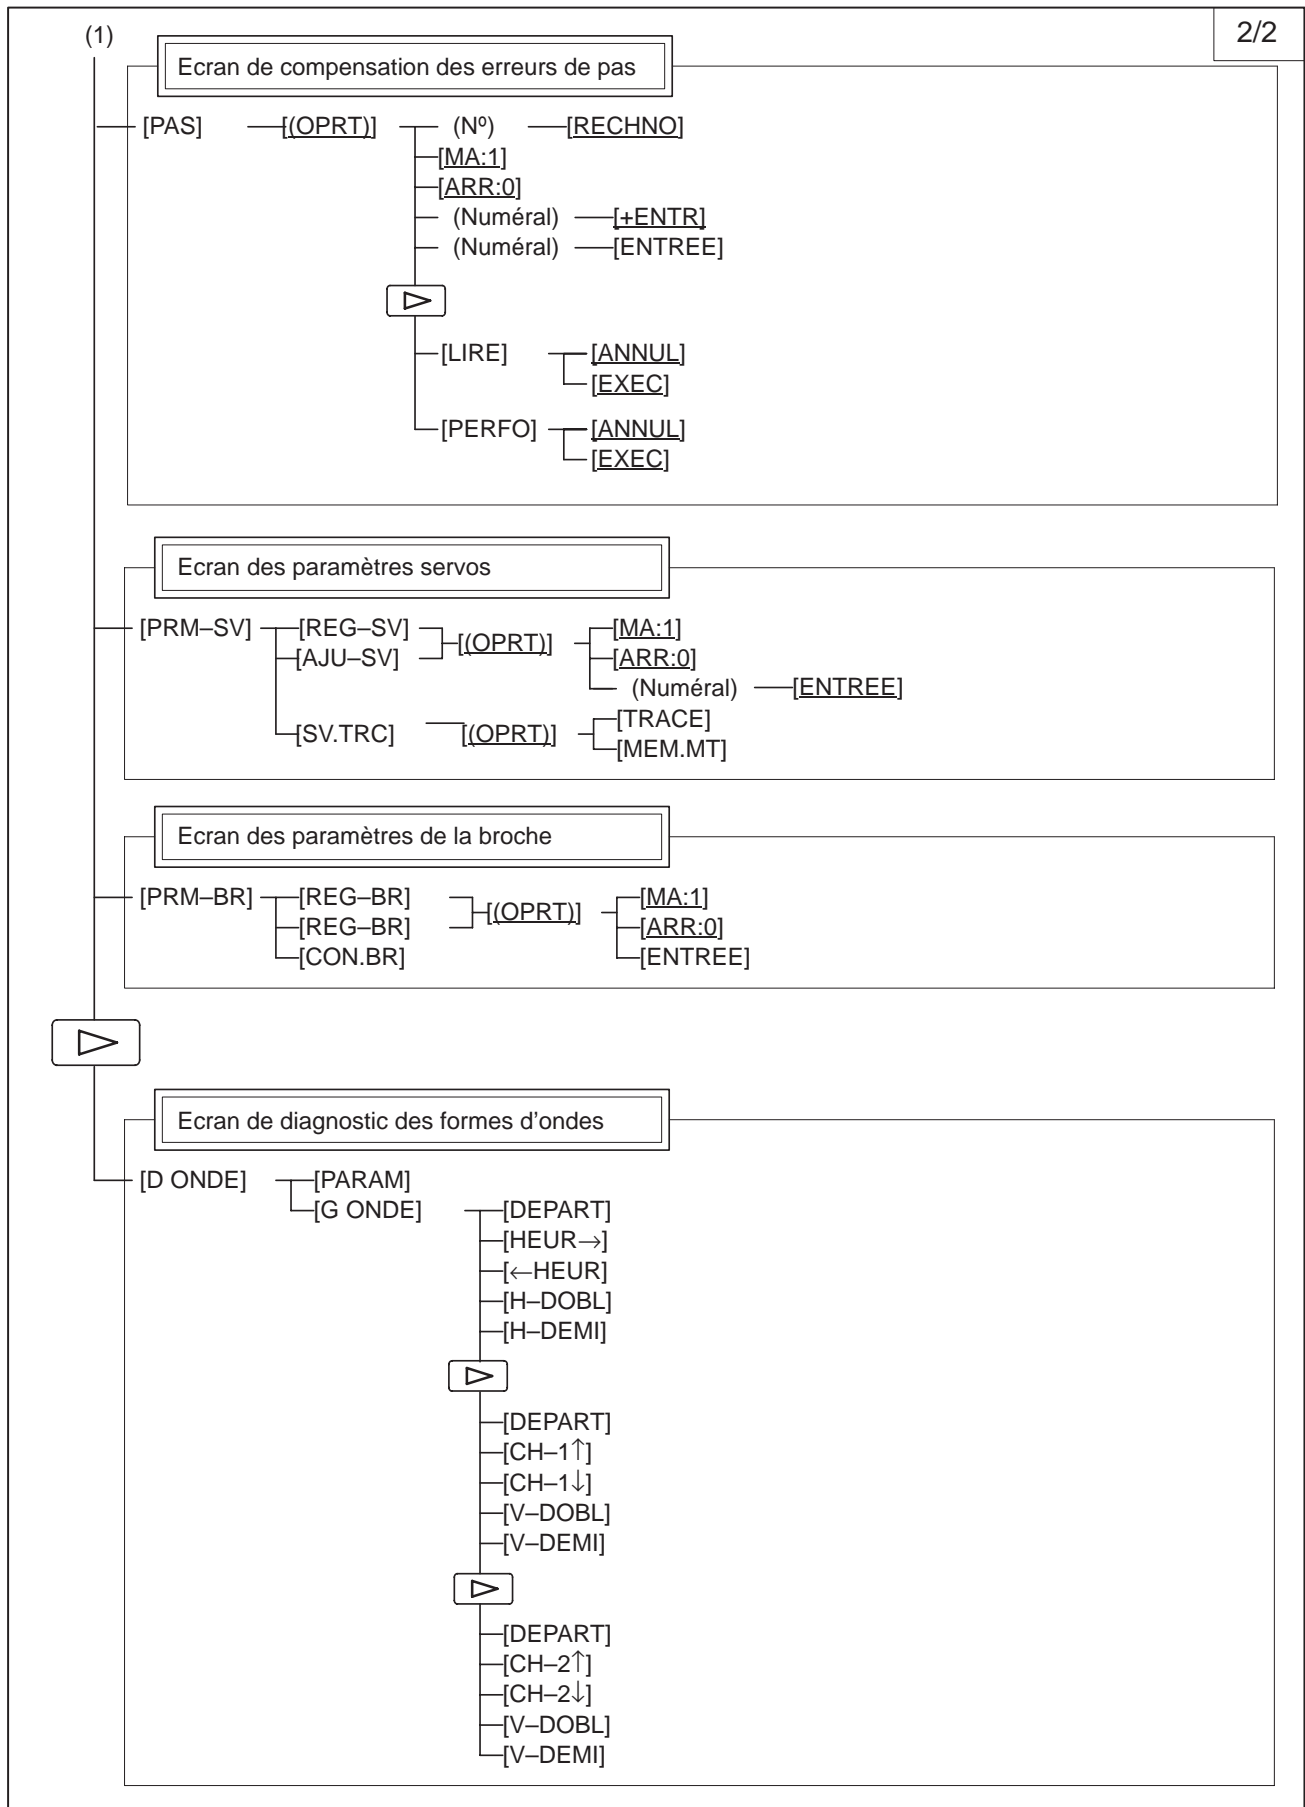 (1)
2/2
Ecran de compensation des erreurs de pas
[PAS] [(OPRT)] (Nº) [RECHNO]
[MA:1]
[ARR:0]
(Numéral) [+ENTR]
(Numéral) [ENTREE]
[LIRE] [ANNUL]
[EXEC]
[PERFO] [ANNUL]
[EXEC]
Ecran des paramètres servos
[PRM–SV] [REG–SV] [(OPRT)] [MA:1]
[AJU–SV] [ARR:0]
(Numéral) [ENTREE]
[SV.TRC] [(OPRT)] [TRACE]
[MEM.MT]
Ecran des paramètres de la broche
[PRM–BR] [REG–BR] [(OPRT)] [MA:1]
[REG–BR] [ARR:0]
[CON.BR] [ENTREE]
Ecran de diagnostic des formes d'ondes
[D ONDE] [PARAM]
[G ONDE] [DEPART]
[HEUR→]
[←HEUR]
[H–DOBL]
[H–DEMI]
[DEPART]
[CH–1↑]
[CH–1↓]
[V–DOBL]
[V–DEMI]
[DEPART]
[CH–2↑]
[CH–2↓]
[V–DOBL]
[V–DEMI]